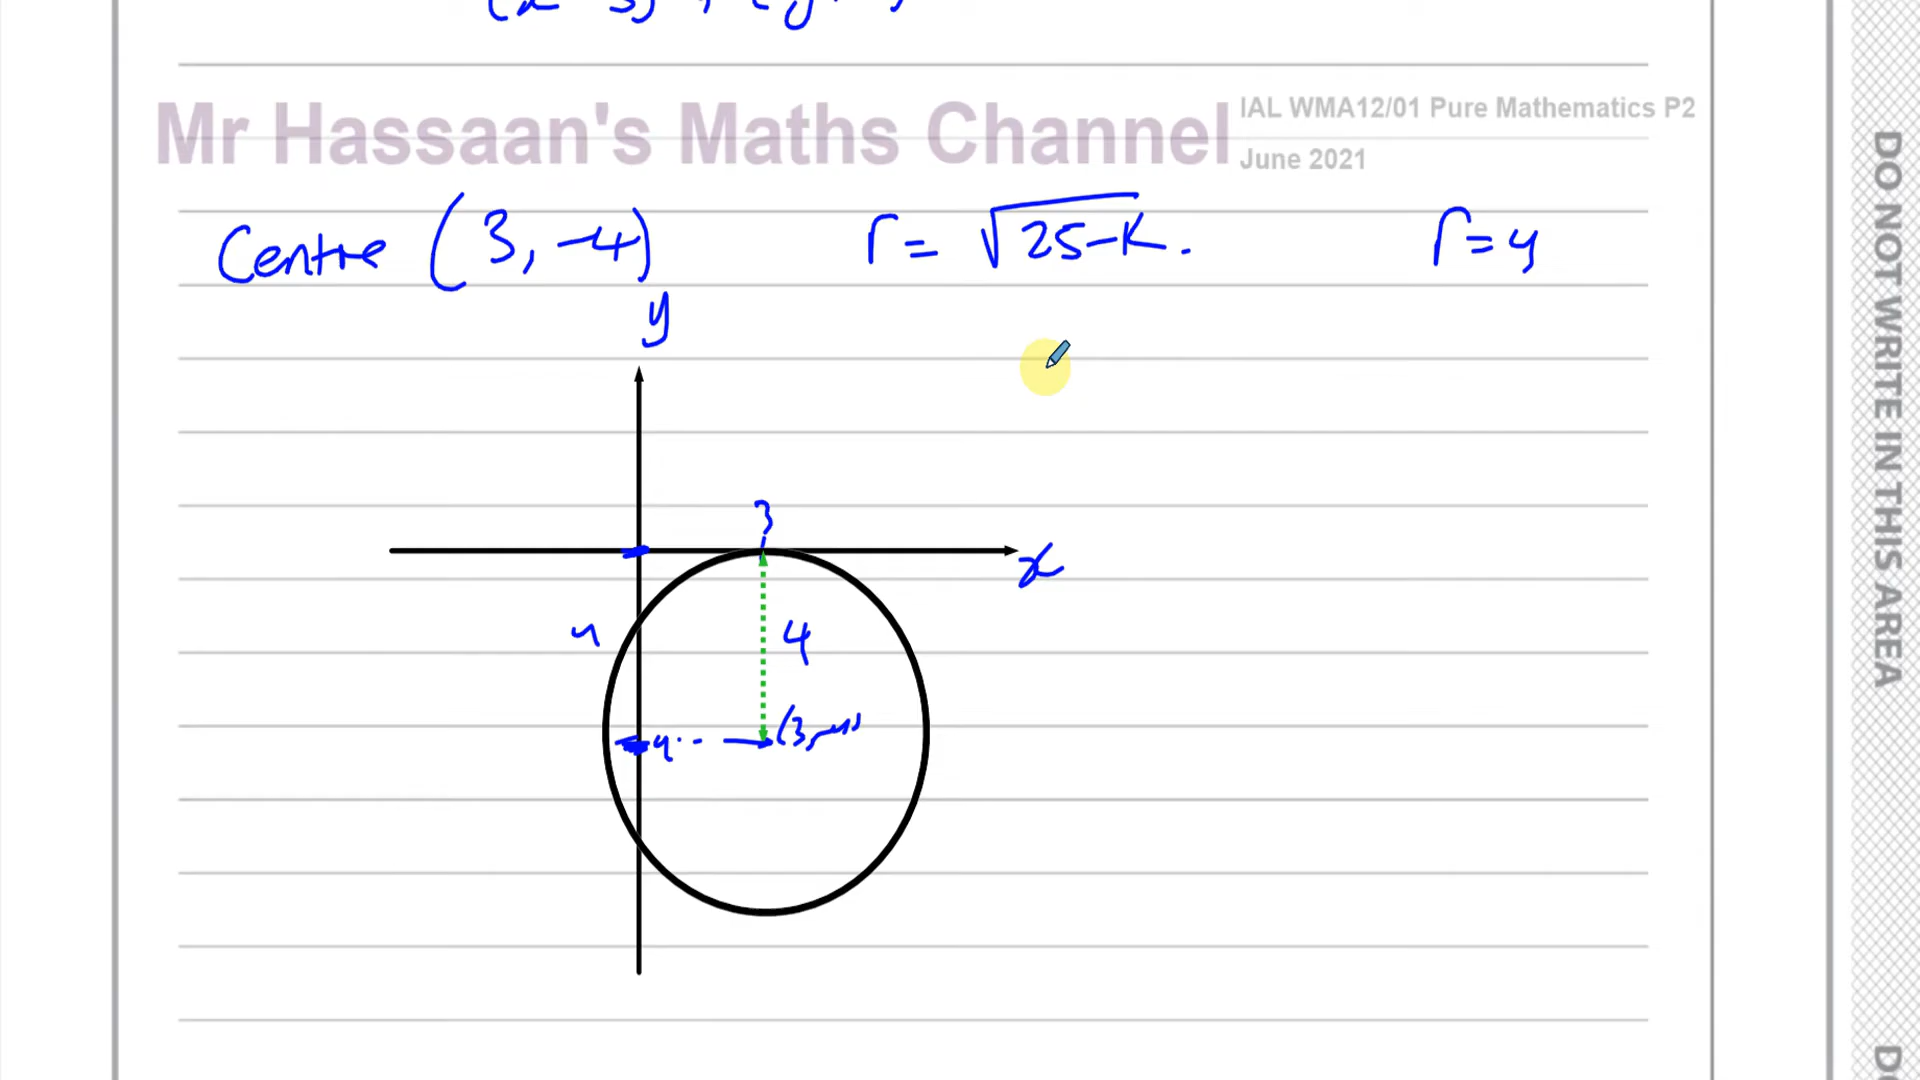 Mr Hassaan's Maths Channel
IAL WMA12/01 Pure Mathematics P2
June 2021
Centre (3, -4) r = √25-K. r=4
y
3
x
4 4
4 (3,-4)
DO NOT WRITE IN THIS AREA